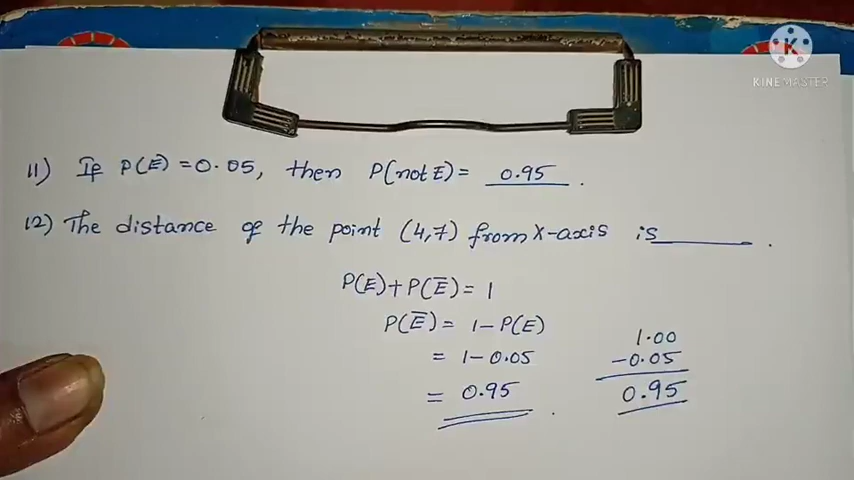 K
KINEMASTER
11) If P(E) = 0.05, then P(not E) = 0.95 .
12) The distance of the point (4,7) from X-axis is ______ .
P(E) + P(E̅) = 1
P(E̅) = 1 - P(E)
= 1 - 0.05
= 0.95 .
1.00
-0.05
0.95